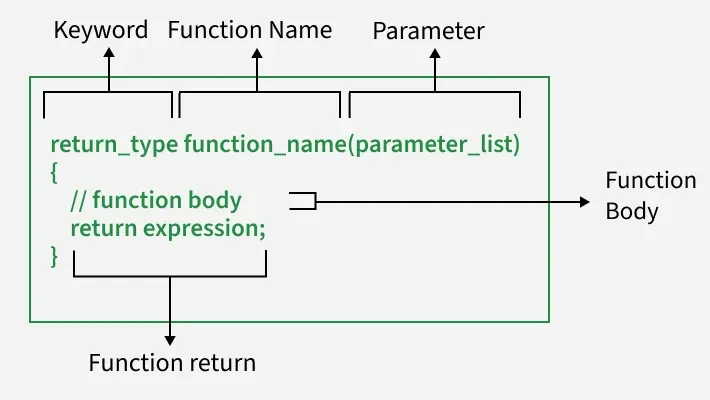 Keyword Function Name Parameter
return_type function_name(parameter_list)
{
// function body
return expression;
}
Function
Body
Function return